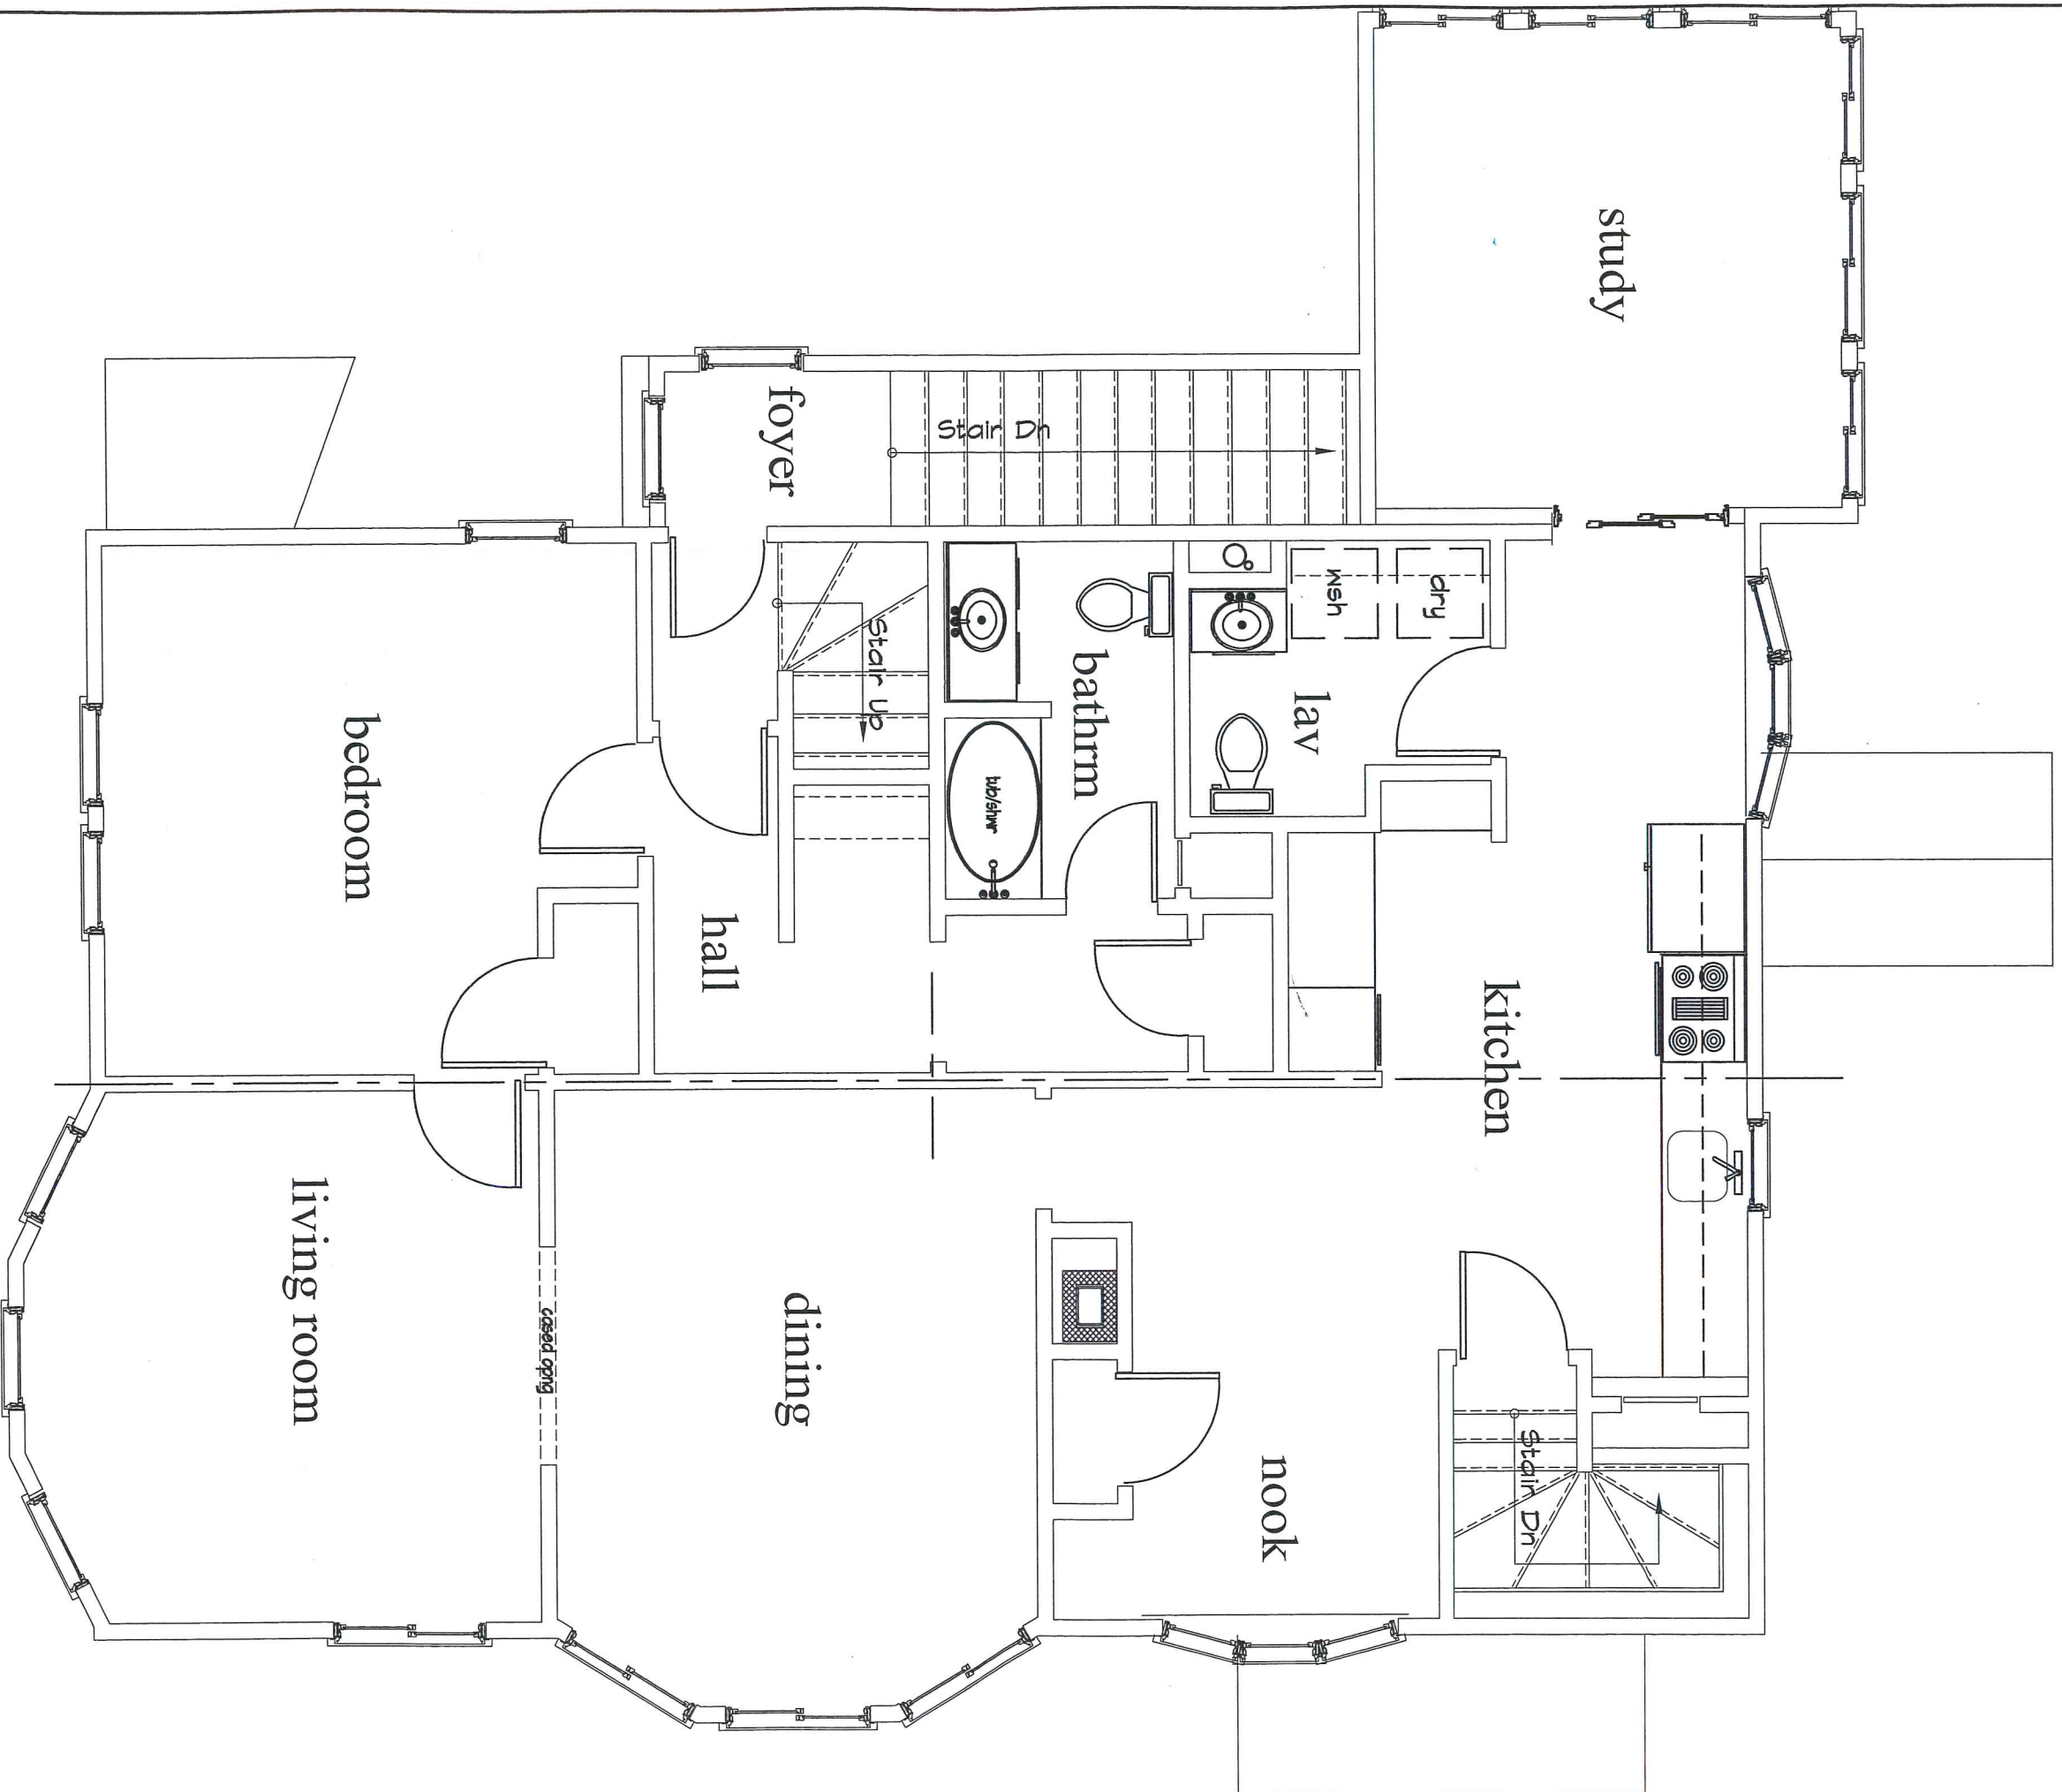 study
foyer
Stair Dn
wsh
dry
Stair Up
bathrm
lav
tub/shwr
bedroom
hall
kitchen
living room
cased opng
dining
nook
Stair Dn